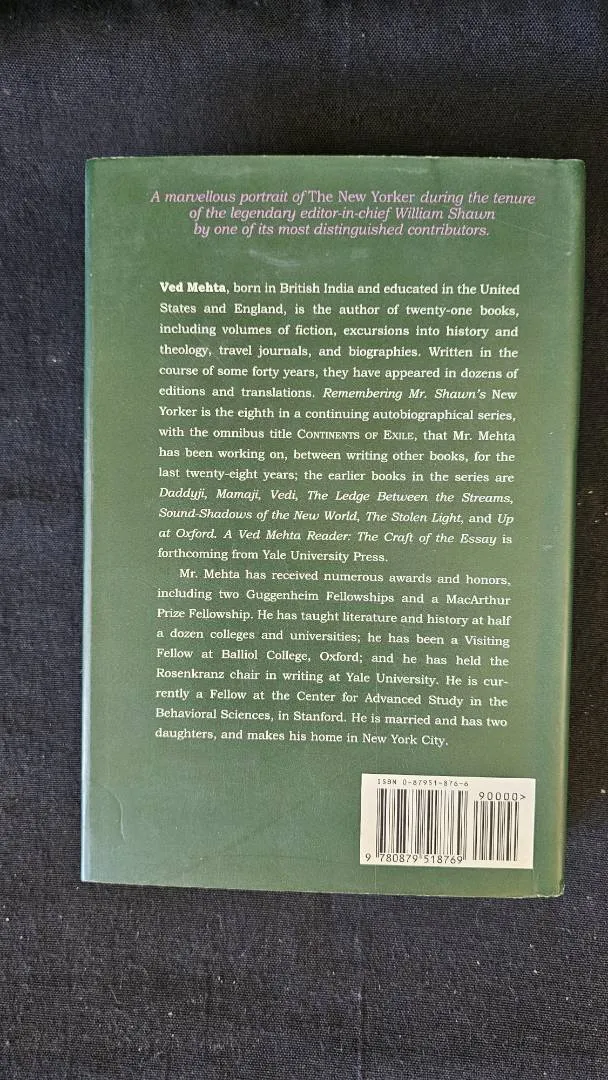 A marvellous portrait of The New Yorker during the tenure
of the legendary editor-in-chief William Shawn
by one of its most distinguished contributors.
Ved Mehta, born in British India and educated in the United
States and England, is the author of twenty-one books,
including volumes of fiction, excursions into history and
theology, travel journals, and biographies. Written in the
course of some forty years, they have appeared in dozens of
editions and translations. Remembering Mr. Shawn's New
Yorker is the eighth in a continuing autobiographical series,
with the omnibus title CONTINENTS OF EXILE, that Mr. Mehta
has been working on, between writing other books, for the
last twenty-eight years; the earlier books in the series are
Daddyji, Mamaji, Vedi, The Ledge Between the Streams,
Sound-Shadows of the New World, The Stolen Light, and Up
at Oxford. A Ved Mehta Reader: The Craft of the Essay is
forthcoming from Yale University Press.
Mr. Mehta has received numerous awards and honors,
including two Guggenheim Fellowships and a MacArthur
Prize Fellowship. He has taught literature and history at half
a dozen colleges and universities; he has been a Visiting
Fellow at Balliol College, Oxford; and he has held the
Rosenkranz chair in writing at Yale University. He is cur-
rently a Fellow at the Center for Advanced Study in the
Behavioral Sciences, in Stanford. He is married and has two
daughters, and makes his home in New York City.
ISBN 0-87951-876-6
90000>
9 780879 518769